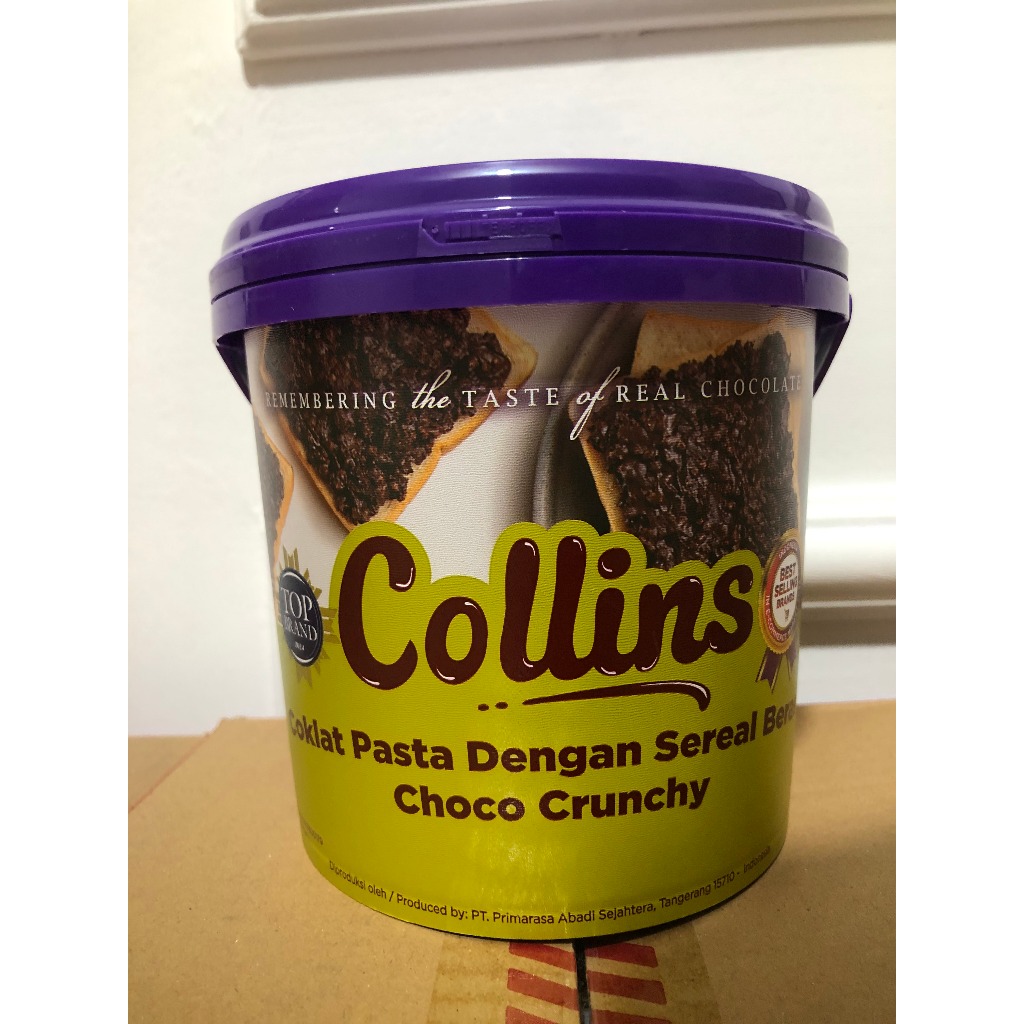 REMEMBERING the TASTE of REAL CHOCOLATE
TOP
BRAND
BEST
SELLING
BRANDS
Collins
Coklat Pasta Dengan Sereal
Choco Crunchy
Diproduksi oleh / Produced by: PT. Primarasa Abadi Sejahtera, Tangerang 15710 - Indonesia